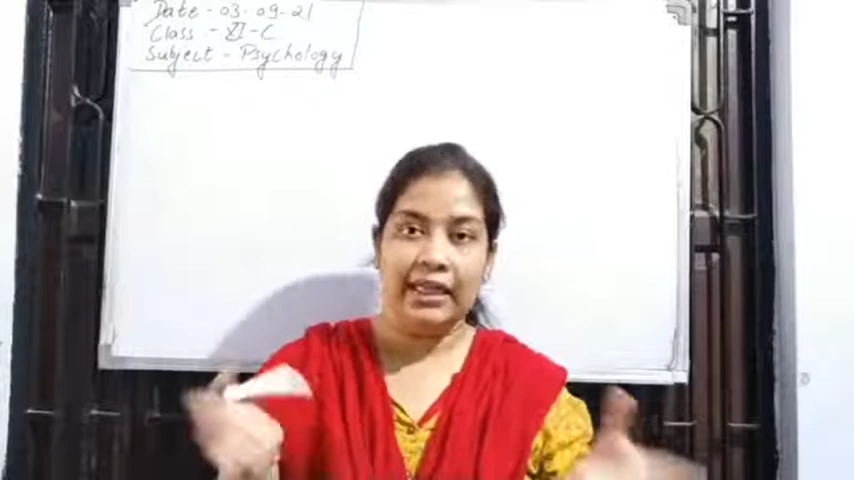 Date - 03-09-21
Class - XI-C
Subject - Psychology